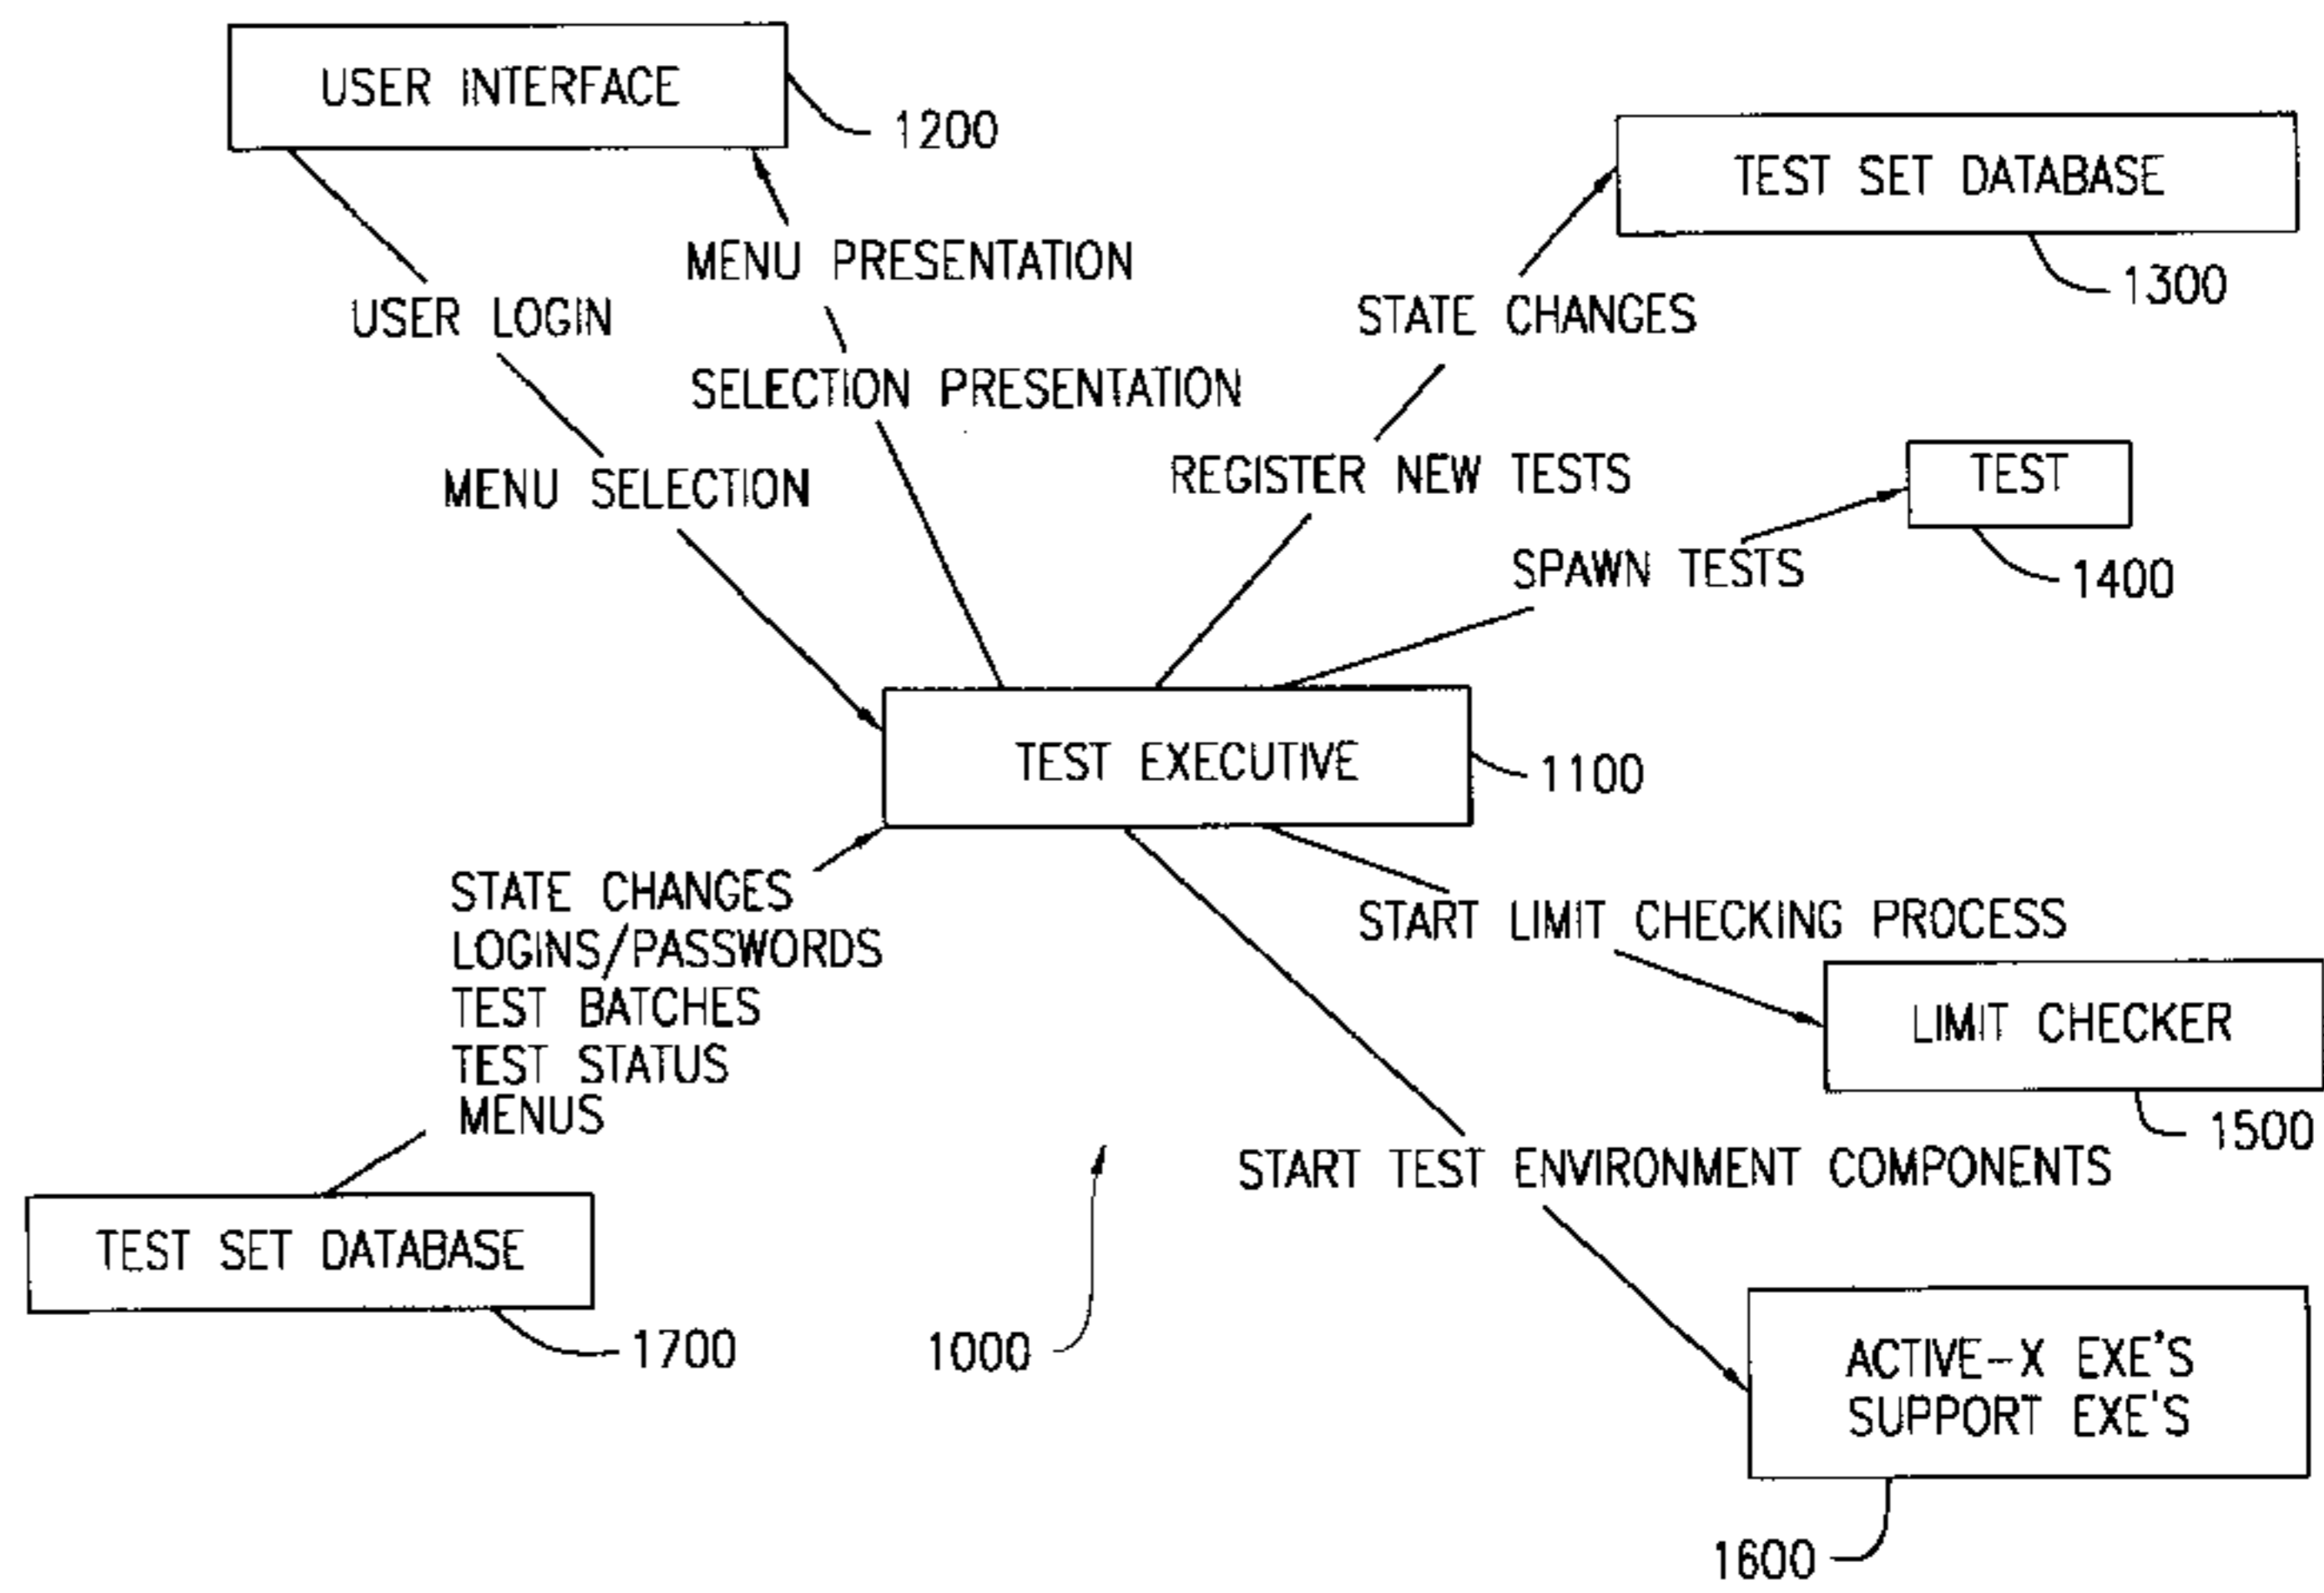 USER INTERFACE
1200
TEST SET DATABASE
1300
MENU PRESENTATION
USER LOGIN
STATE CHANGES
SELECTION PRESENTATION
MENU SELECTION
REGISTER NEW TESTS
TEST
1400
SPAWN TESTS
TEST EXECUTIVE
1100
STATE CHANGES
LOGINS/PASSWORDS
TEST BATCHES
TEST STATUS
MENUS
START LIMIT CHECKING PROCESS
LIMIT CHECKER
1500
START TEST ENVIRONMENT COMPONENTS
TEST SET DATABASE
1700
1000
ACTIVE-X EXE'S
SUPPORT EXE'S
1600